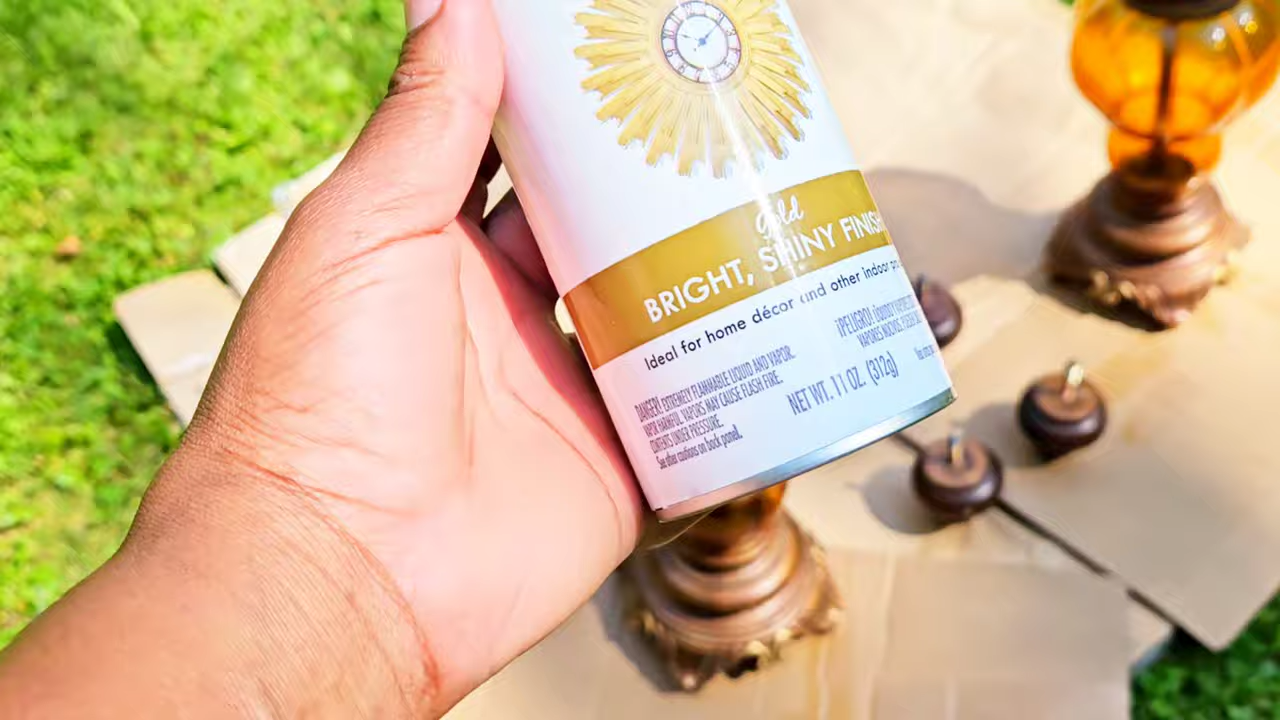 Gold
BRIGHT, SHINY FINISH
Ideal for home décor and other indoor
DANGER! EXTREMELY FLAMMABLE LIQUID AND VAPOR.
VAPOR HARMFUL. VAPORS MAY CAUSE FLASH FIRE.
CONTENTS UNDER PRESSURE.
See other cautions on back panel.
¡PELIGRO!
VAPORES NOCIVOS.
NET WT. 11 OZ. (312g)